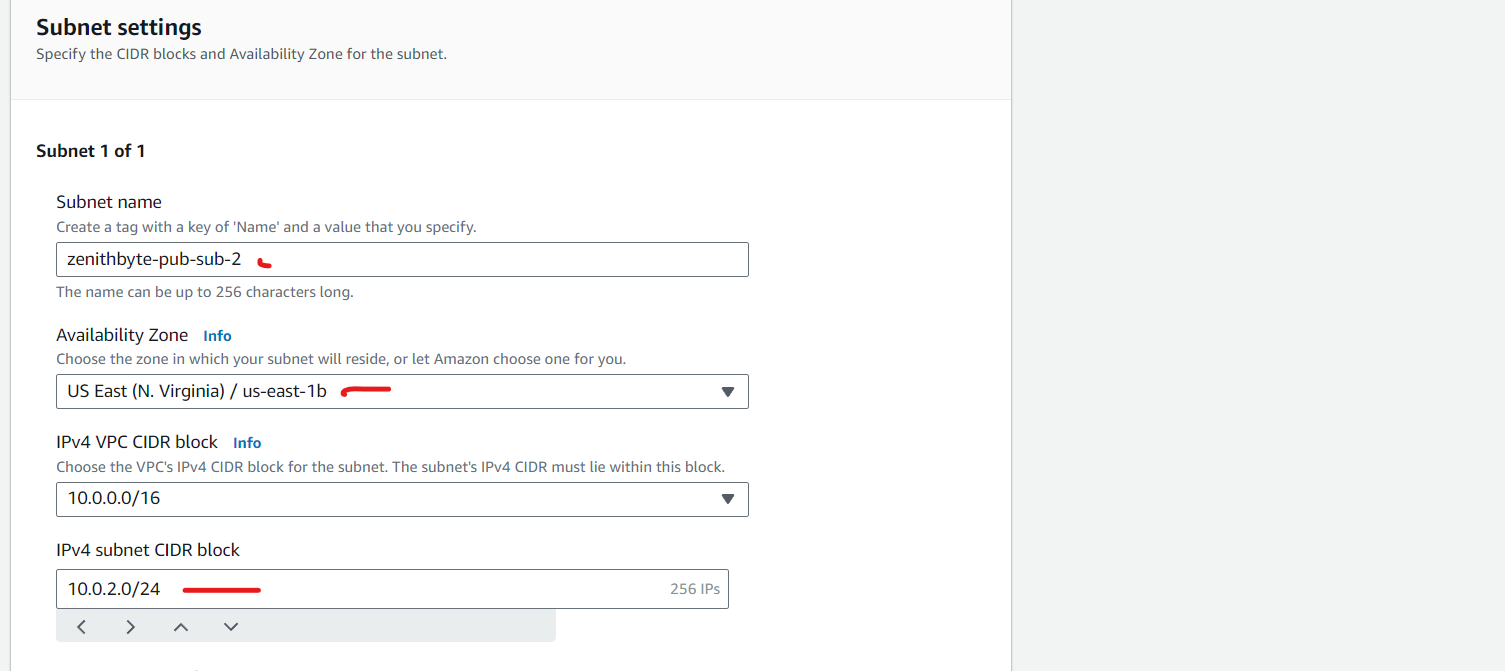 Subnet settings
Specify the CIDR blocks and Availability Zone for the subnet.
Subnet 1 of 1
Subnet name
Create a tag with a key of 'Name' and a value that you specify.
zenithbyte-pub-sub-2
The name can be up to 256 characters long.
Availability Zone Info
Choose the zone in which your subnet will reside, or let Amazon choose one for you.
US East (N. Virginia) / us-east-1b
IPv4 VPC CIDR block Info
Choose the VPC's IPv4 CIDR block for the subnet. The subnet's IPv4 CIDR must lie within this block.
10.0.0.0/16
IPv4 subnet CIDR block
10.0.2.0/24 256 IPs